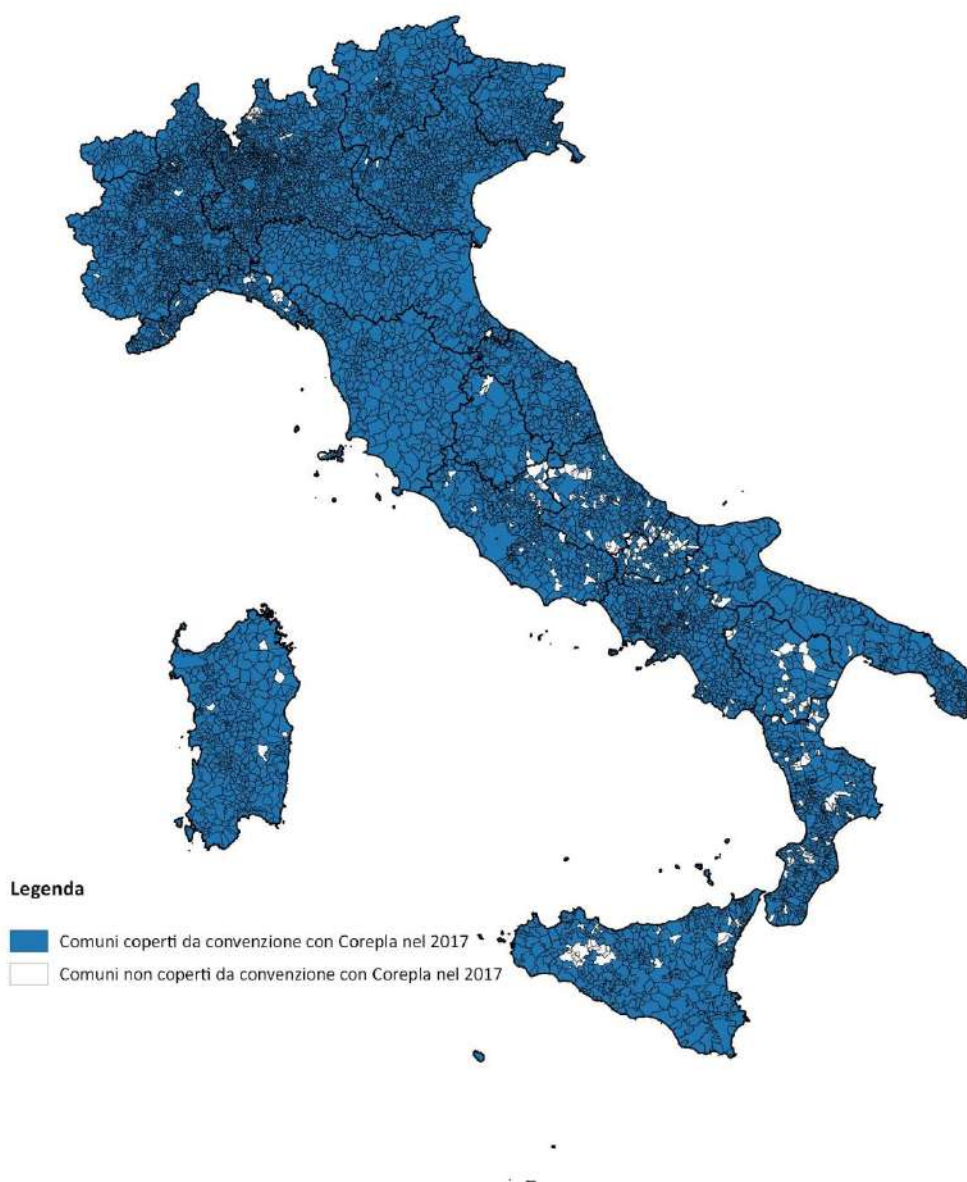 Legenda
Comuni coperti da convenzione con Corepla nel 2017
Comuni non coperti da convenzione con Corepla nel 2017